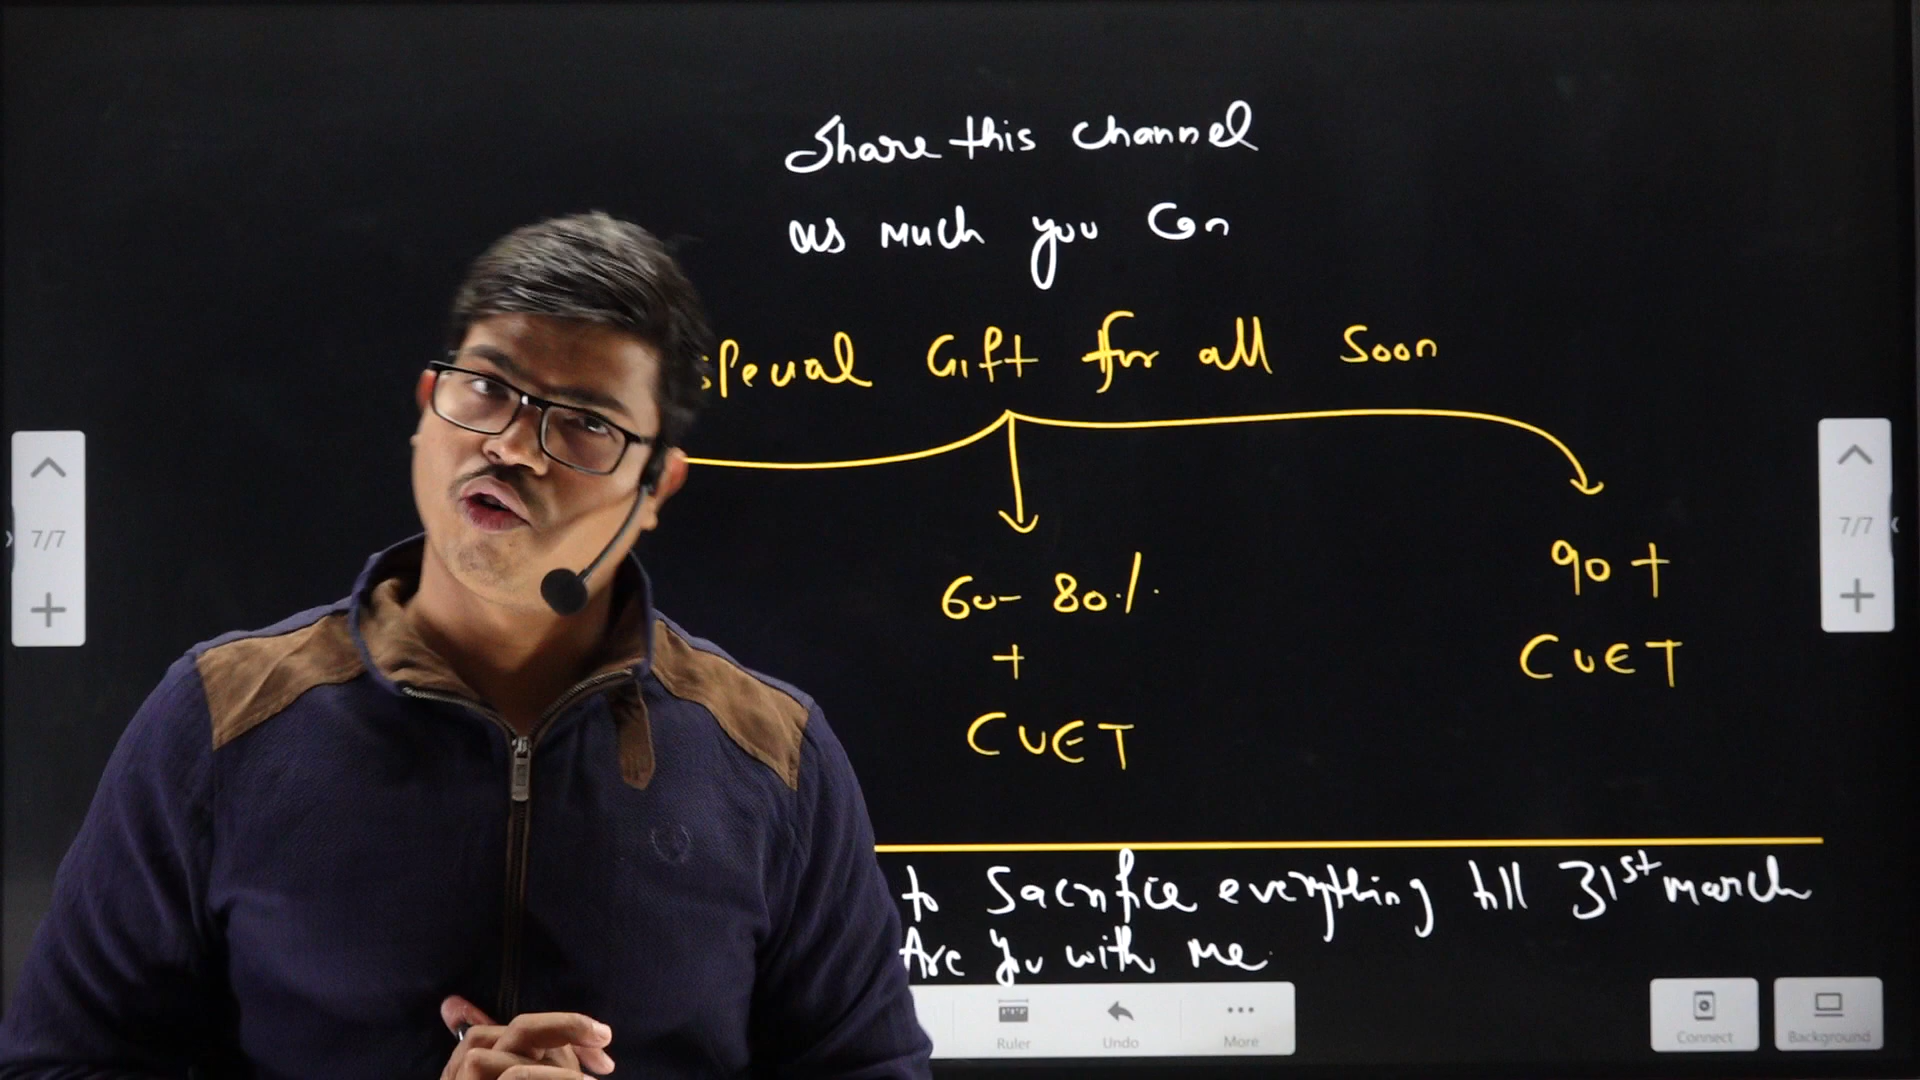 Share this channel
as much you can
special Gift for all Soon
60- 80%
+
CUET
90 +
CUET
to Sacrifice everything till 31st march
Are you with me
7/7
7/7
Ruler
Undo
More
Connect
Background